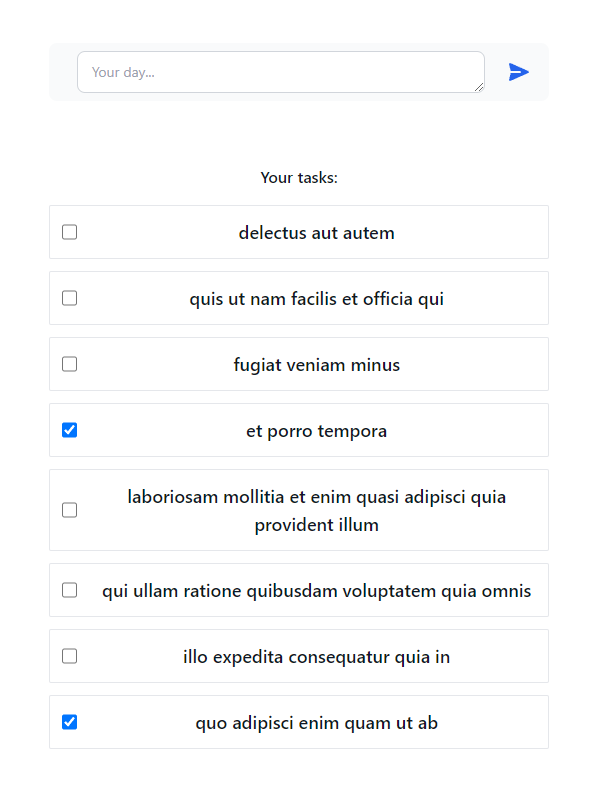 Your day...
Your tasks:
delectus aut autem
quis ut nam facilis et officia qui
fugiat veniam minus
et porro tempora
laboriosam mollitia et enim quasi adipisci quia
provident illum
qui ullam ratione quibusdam voluptatem quia omnis
illo expedita consequatur quia in
quo adipisci enim quam ut ab